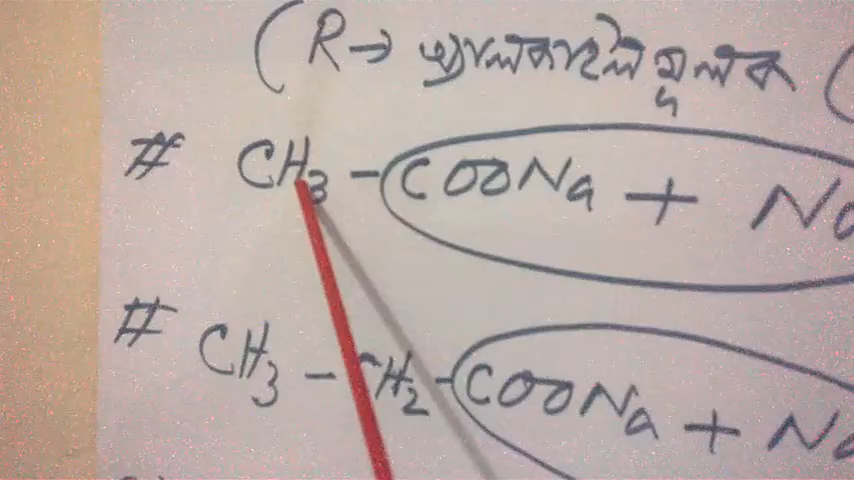 (R→ অ্যালকাইল মূলক (
# CH₃ - COONa + Na
# CH₃ - CH₂ - COONa + Na